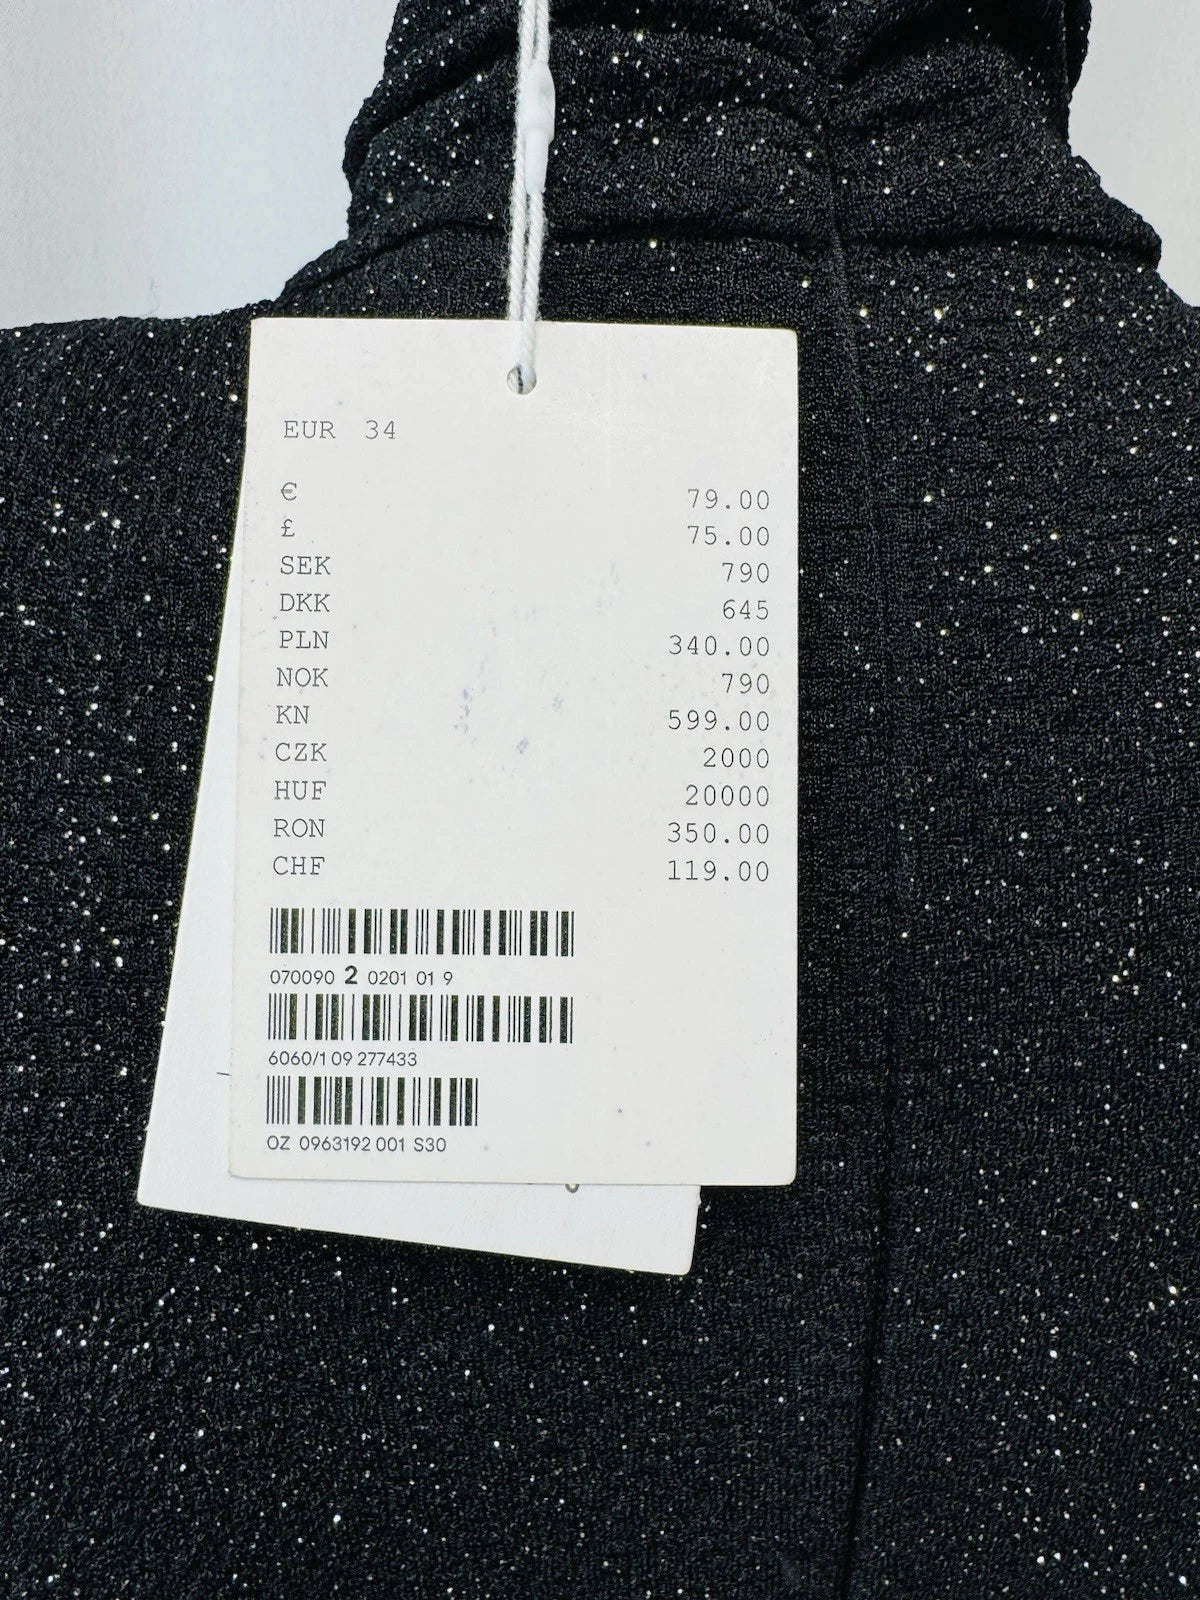 EUR 34
€ 79.00
£ 75.00
SEK 790
DKK 645
PLN 340.00
NOK 790
KN 599.00
CZK 2000
HUF 20000
RON 350.00
CHF 119.00
070090 2 0201 01 9
6060/1 09 277433
OZ 0963192 001 S30